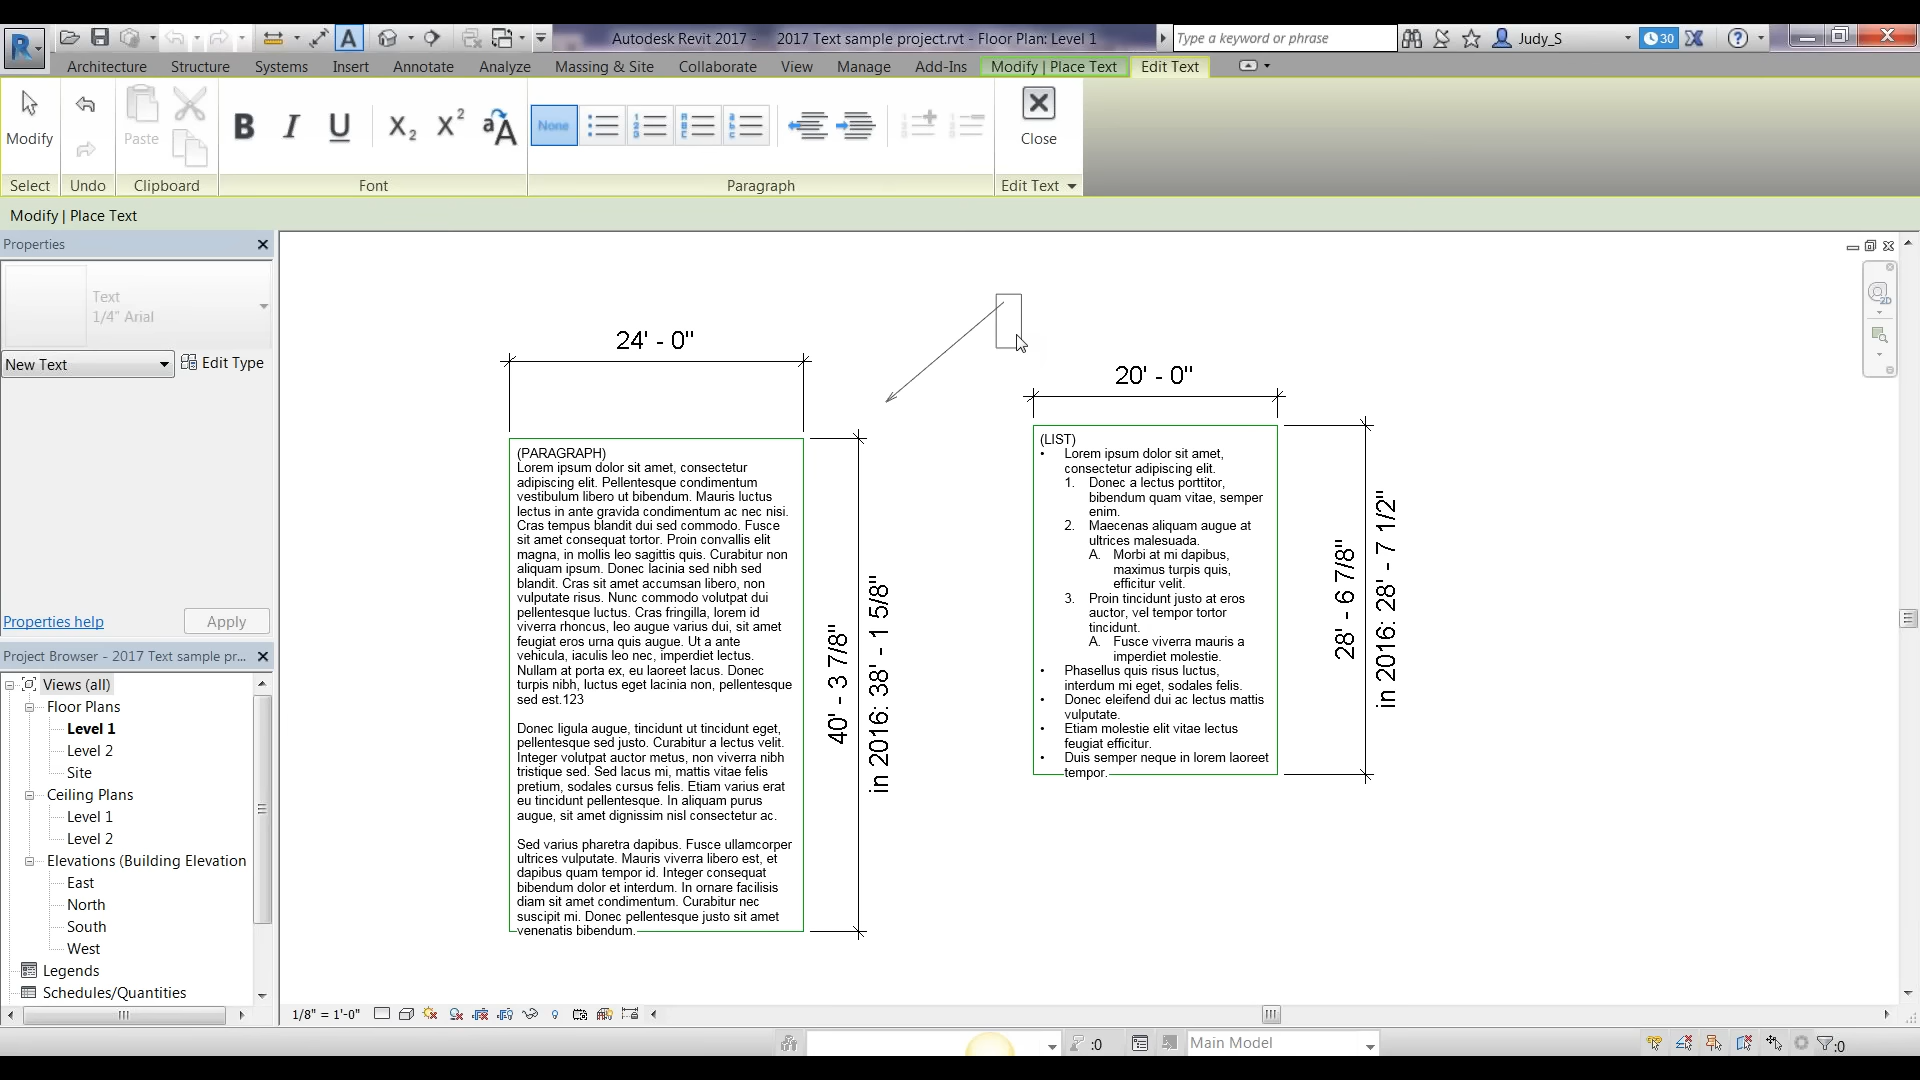 Autodesk Revit 2017 - 2017 Text sample project.rvt - Floor Plan: Level 1
Type a keyword or phrase
Judy_S
30
Architecture Structure Systems Insert Annotate Analyze Massing & Site Collaborate View Manage Add-Ins Modify | Place Text Edit Text
Modify
Paste
None
Close
Select Undo Clipboard Font Paragraph Edit Text
Modify | Place Text
Properties
Text
1/4" Arial
New Text
Edit Type
Properties help
Apply
Project Browser - 2017 Text sample pr...
Views (all)
Floor Plans
Level 1
Level 2
Site
Ceiling Plans
Level 1
Level 2
Elevations (Building Elevation
East
North
South
West
Legends
Schedules/Quantities
24' - 0"
(PARAGRAPH)
Lorem ipsum dolor sit amet, consectetur
adipiscing elit. Pellentesque condimentum
vestibulum libero ut bibendum. Mauris luctus
lectus in ante gravida condimentum ac nec nisi.
Cras tempus blandit dui sed commodo. Fusce
sit amet consequat tortor. Proin convallis elit
magna, in mollis leo sagittis quis. Curabitur non
aliquam ipsum. Donec lacinia sed nibh sed
blandit. Cras sit amet accumsan libero, non
vulputate risus. Nunc commodo volutpat dui
pellentesque luctus. Cras fringilla, lorem id
viverra rhoncus, leo augue varius dui, sit amet
feugiat eros urna quis augue. Ut a ante
vehicula, iaculis leo nec, imperdiet lectus.
Nullam at porta ex, eu laoreet lacus. Donec
turpis nibh, luctus eget lacinia non, pellentesque
sed est.123
Donec ligula augue, tincidunt ut tincidunt eget,
pellentesque sed justo. Curabitur a lectus velit.
Integer volutpat auctor metus, non viverra nibh
tristique sed. Sed lacus mi, mattis vitae felis
pretium, sodales cursus felis. Etiam varius erat
eu tincidunt pellentesque. In aliquam purus
augue, sit amet dignissim nisl consectetur ac.
Sed varius pharetra dapibus. Fusce ullamcorper
ultrices vulputate. Mauris viverra libero est, et
dapibus quam tempor id. Integer consequat
bibendum dolor et interdum. In ornare facilisis
diam sit amet condimentum. Curabitur nec
suscipit mi. Donec pellentesque justo sit amet
venenatis bibendum.
40' - 3 7/8"
in 2016: 38' - 1 5/8"
20' - 0"
(LIST)
• Lorem ipsum dolor sit amet,
consectetur adipiscing elit.
1. Donec a lectus porttitor,
bibendum quam vitae, semper
enim.
2. Maecenas aliquam augue at
ultrices malesuada.
A. Morbi at mi dapibus,
maximus turpis quis,
efficitur velit.
3. Proin tincidunt justo at eros
auctor, vel tempor tortor
tincidunt.
A. Fusce viverra mauris a
imperdiet molestie.
• Phasellus quis risus luctus,
interdum mi eget, sodales felis.
• Donec eleifend dui ac lectus mattis
vulputate.
• Etiam molestie elit vitae lectus
feugiat efficitur.
• Duis semper neque in lorem laoreet
tempor.
28' - 6 7/8"
in 2016: 28' - 7 1/2"
1/8" = 1'-0"
:0
Main Model
:0